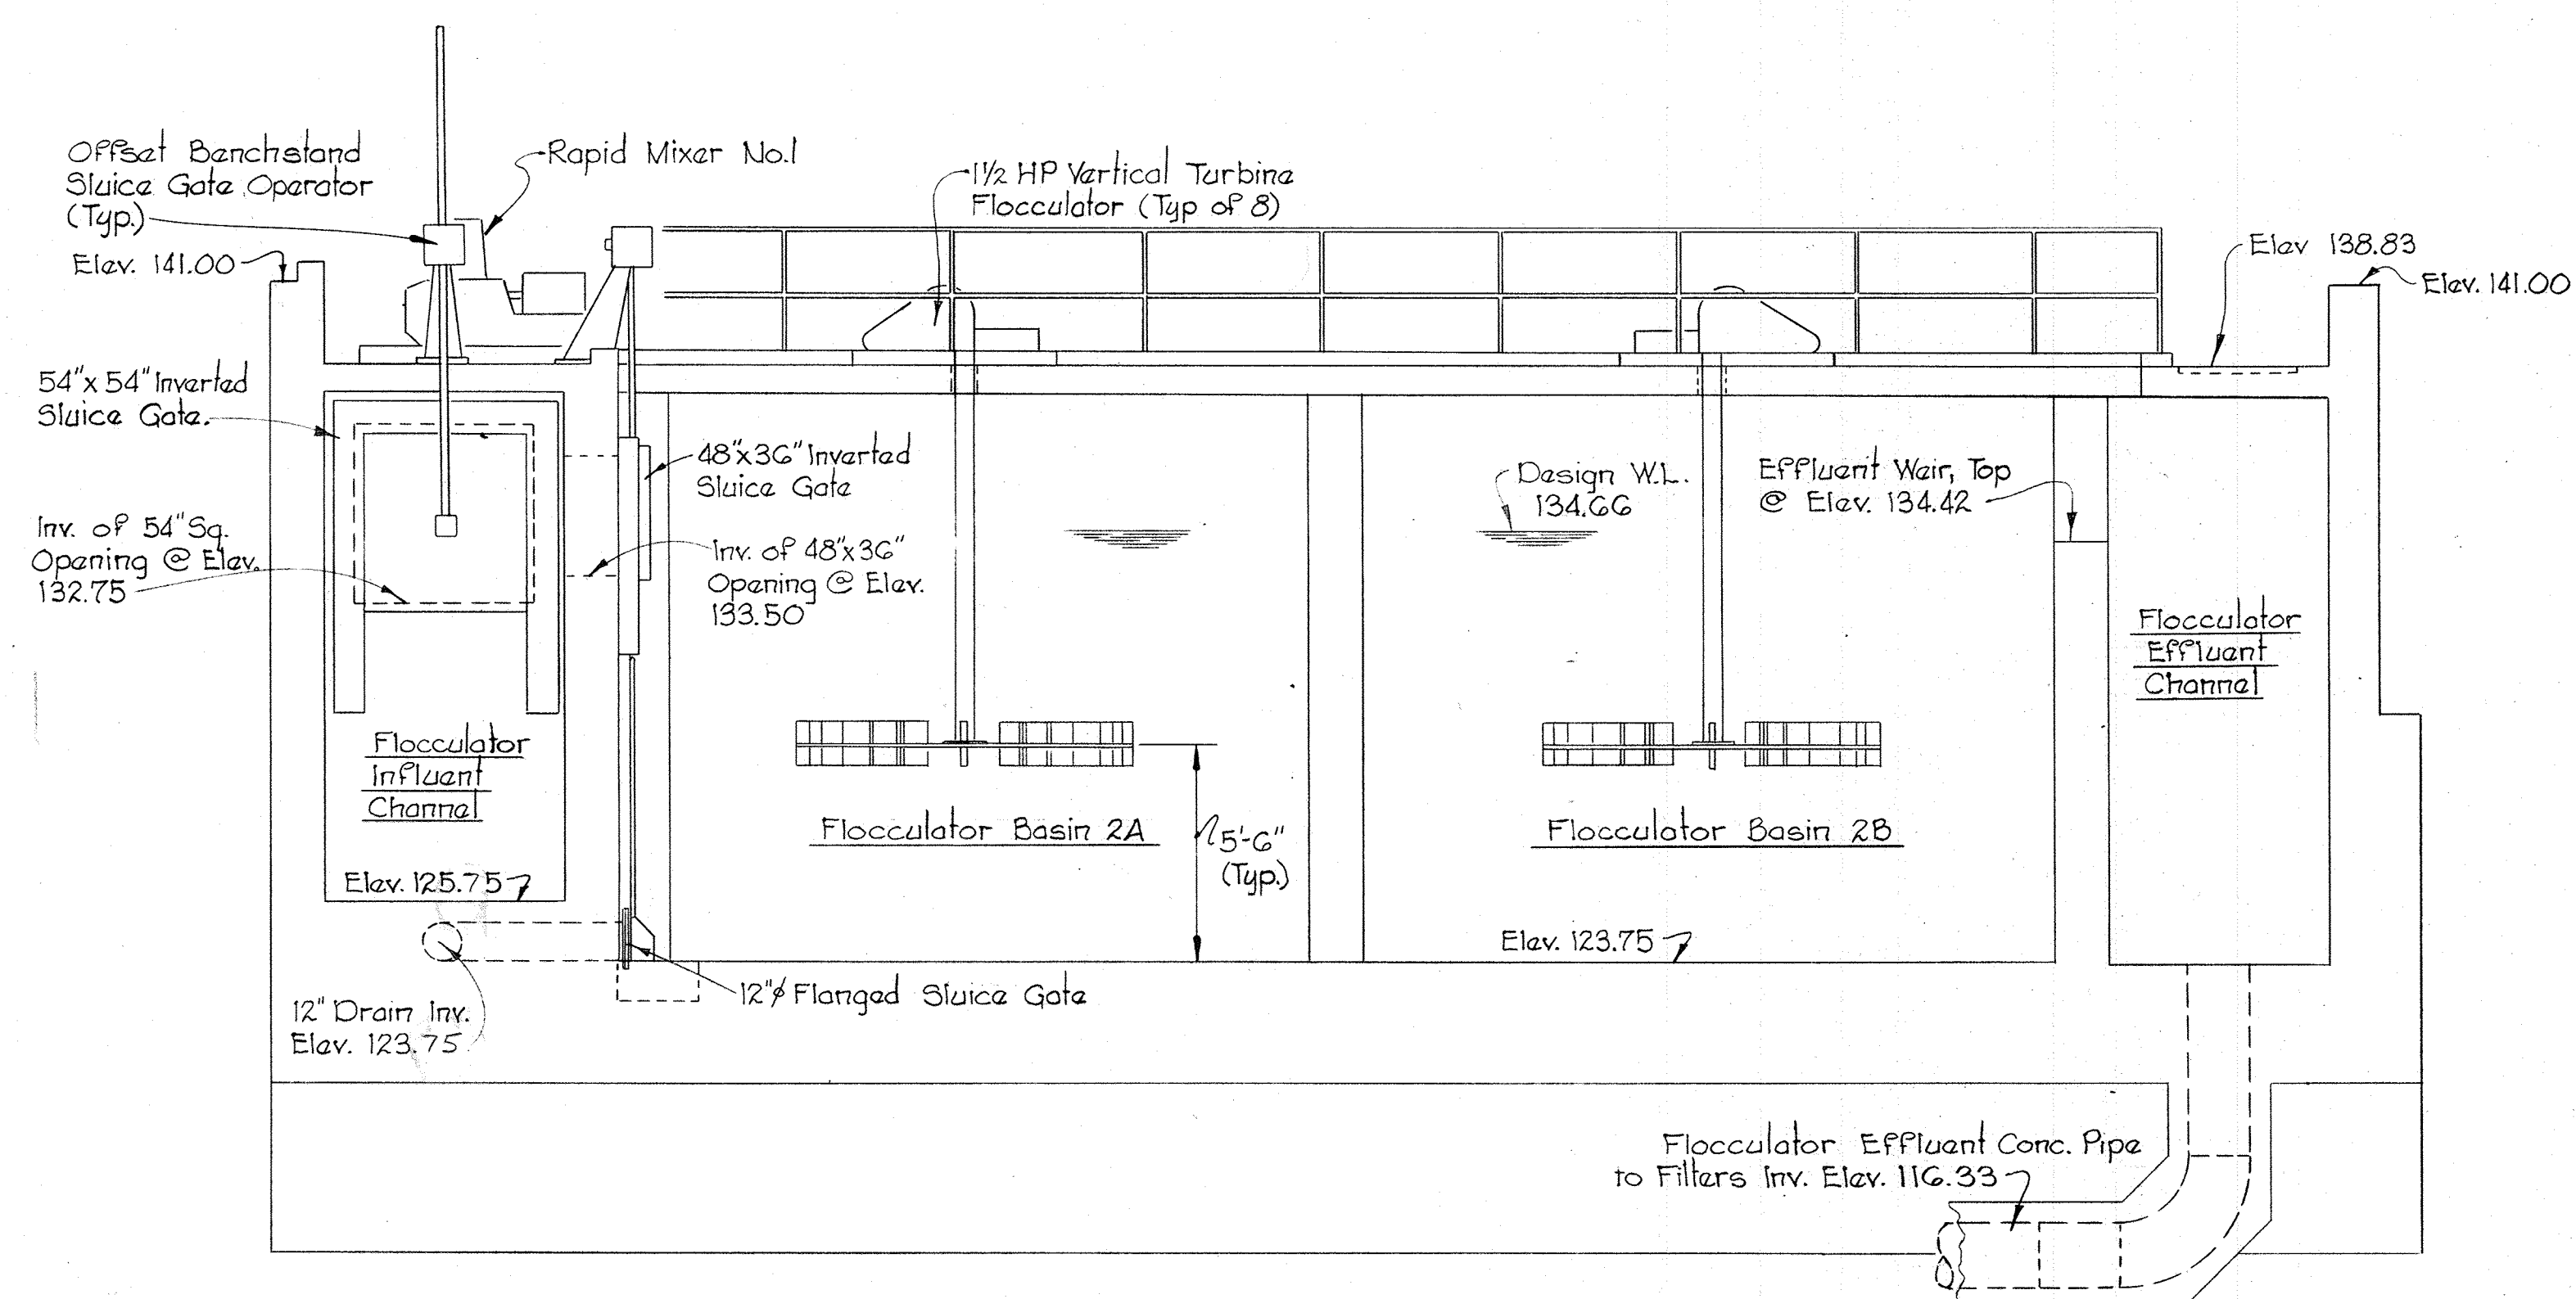 Offset Benchstand
Sluice Gate Operator
(Typ.)
Elev. 141.00
Rapid Mixer No.1
1½ HP Vertical Turbine
Flocculator (Typ of 8)
Elev 138.83
Elev. 141.00
54"x 54" Inverted
Sluice Gate.
48"x36" Inverted
Sluice Gate
Design W.L.
134.66
Effluent Weir, Top
@ Elev. 134.42
Inv. of 54" Sq.
Opening @ Elev.
132.75
Inv. of 48"x36"
Opening @ Elev.
133.50
Flocculator
Effluent
Channel
Flocculator
Influent
Channel
Flocculator Basin 2A
5'-6"
(Typ.)
Flocculator Basin 2B
Elev. 125.75
Elev. 123.75
12"ϕ Flanged Sluice Gate
12" Drain Inv.
Elev. 123.75
Flocculator Effluent Conc. Pipe
to Filters Inv. Elev. 116.33